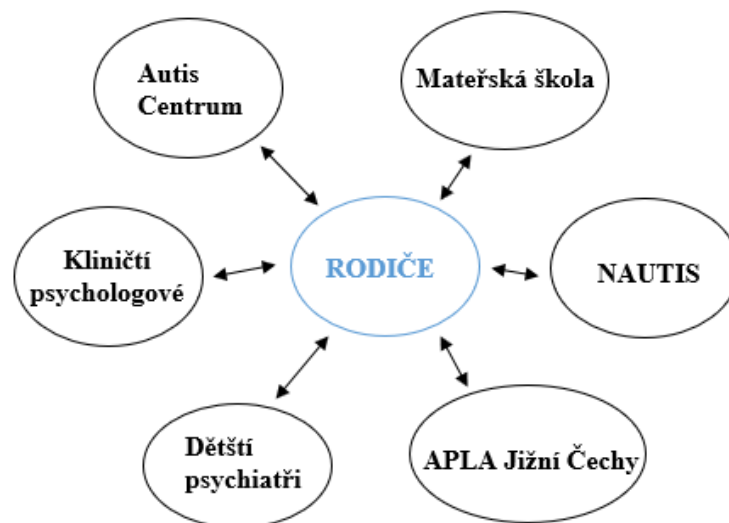 Autis
Centrum
Mateřská škola
Kliničtí
psychologové
RODIČE
NAUTIS
Dětští
psychiatři
APLA Jižní Čechy